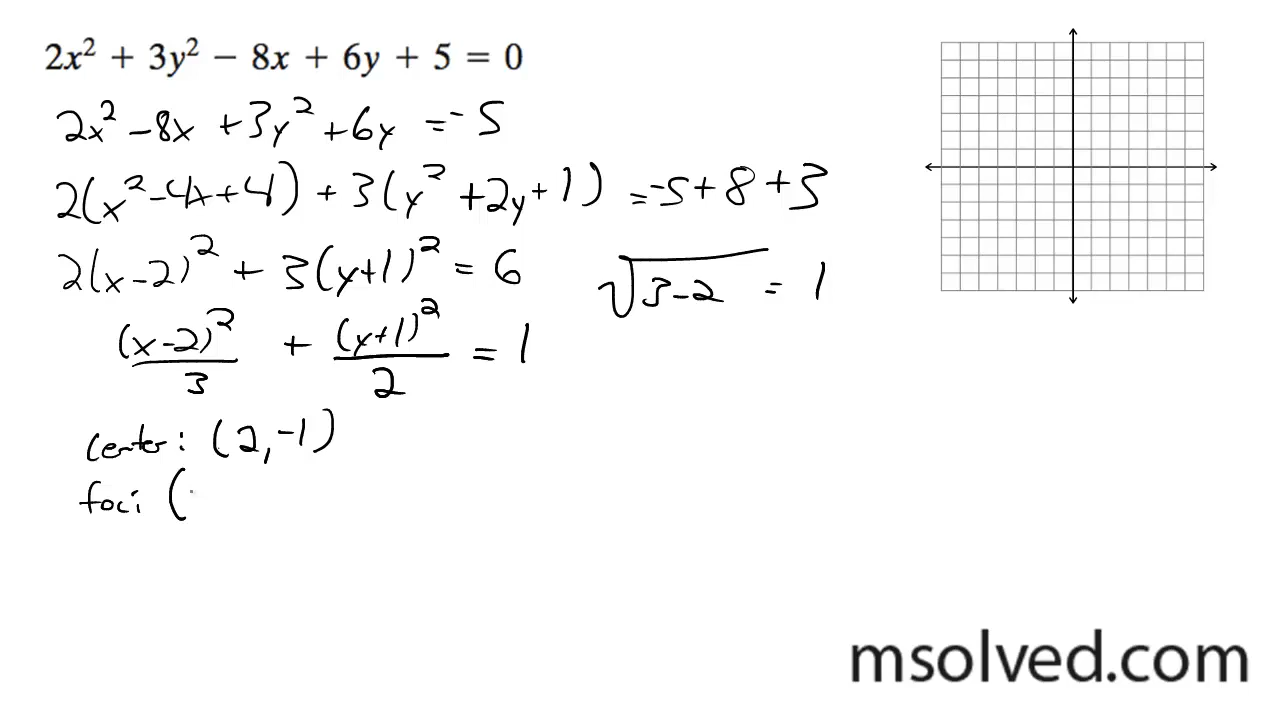 2x² + 3y² − 8x + 6y + 5 = 0
2x² − 8x + 3y² + 6y = -5
2(x² − 4x + 4) + 3(y² + 2y + 1) = -5 + 8 + 3
2(x − 2)² + 3(y + 1)² = 6
√(3 − 2) = 1
(x − 2)²/3 + (y + 1)²/2 = 1
center: (2, -1)
foci (
msolved.com